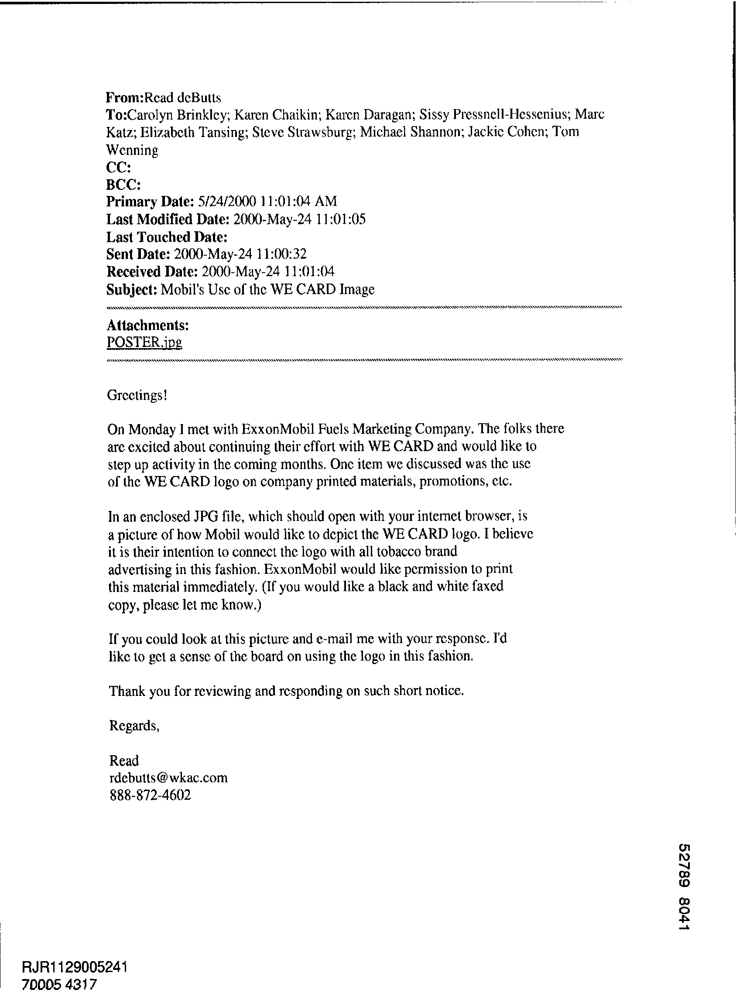 From:Read deButts
To:Carolyn Brinkley; Karen Chaikin; Karen Daragan; Sissy Pressnell-Hessenius; Marc
Katz; Elizabeth Tansing; Steve Strawsburg; Michael Shannon; Jackie Cohen; Tom
Wenning
CC:
BCC:
Primary Date: 5/24/2000 11:01:04 AM
Last Modified Date: 2000-May-24 11:01:05
Last Touched Date:
Sent Date: 2000-May-24 11:00:32
Received Date: 2000-May-24 11:01:04
Subject: Mobil's Use of the WE CARD Image
Attachments:
POSTER.jpg
Greetings!
On Monday I met with ExxonMobil Fuels Marketing Company. The folks there
are excited about continuing their effort with WE CARD and would like to
step up activity in the coming months. One item we discussed was the use
of the WE CARD logo on company printed materials, promotions, etc.
In an enclosed JPG file, which should open with your internet browser, is
a picture of how Mobil would like to depict the WE CARD logo. I believe
it is their intention to connect the logo with all tobacco brand
advertising in this fashion. ExxonMobil would like permission to print
this material immediately. (If you would like a black and white faxed
copy, please let me know.)
If you could look at this picture and e-mail me with your response. I'd
like to get a sense of the board on using the logo in this fashion.
Thank you for reviewing and responding on such short notice.
Regards,
Read
rdebutts@wkac.com
888-872-4602
52789 8041
RJR1129005241
70005 4317